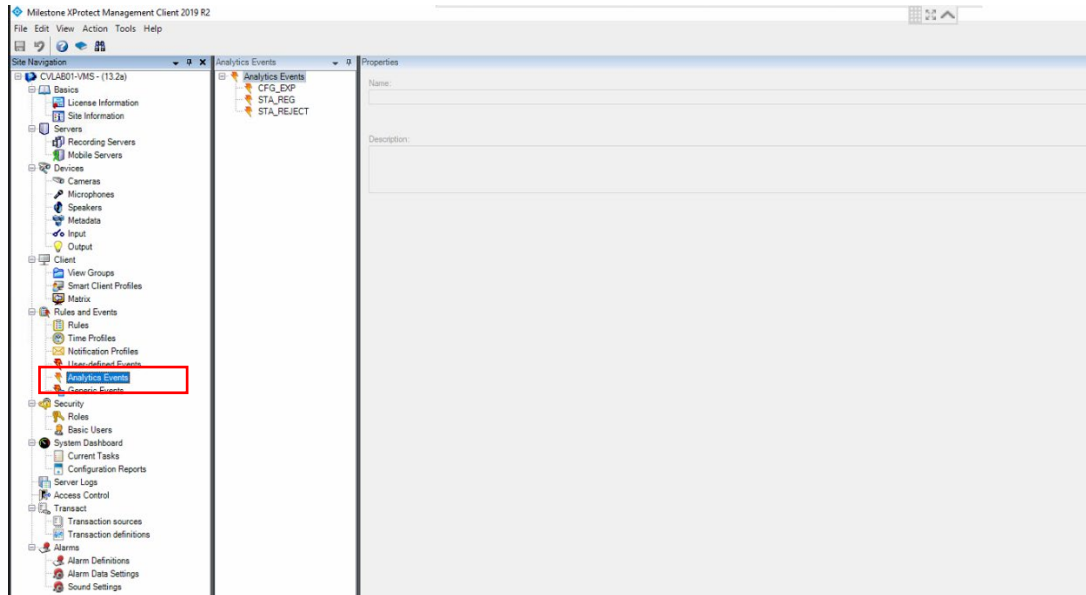 Milestone XProtect Management Client 2019 R2
File Edit View Action Tools Help
Site Navigation
CVLAB01-VMS - (13.2a)
Basics
License Information
Site Information
Servers
Recording Servers
Mobile Servers
Devices
Cameras
Microphones
Speakers
Metadata
Input
Output
Client
View Groups
Smart Client Profiles
Matrix
Rules and Events
Rules
Time Profiles
Notification Profiles
User-defined Events
Analytics Events
Generic Events
Security
Roles
Basic Users
System Dashboard
Current Tasks
Configuration Reports
Server Logs
Access Control
Transact
Transaction sources
Transaction definitions
Alarms
Alarm Definitions
Alarm Data Settings
Sound Settings
Analytics Events
Analytics Events
CFG_EXP
STA_REG
STA_REJECT
Properties
Name:
Description: